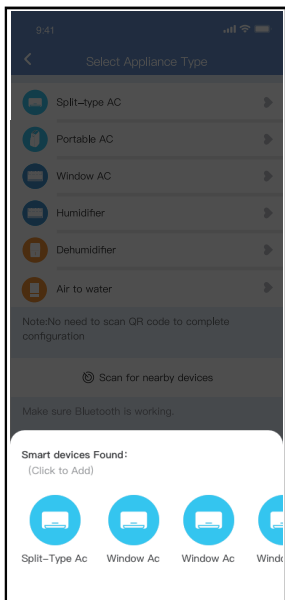 9:41
Select Appliance Type
Split-type AC
Portable AC
Window AC
Humidifier
Dehumidifier
Air to water
Note:No need to scan QR code to complete
configuration
Scan for nearby devices
Make sure Bluetooth is working.
Smart devices Found:
(Click to Add)
Split-Type Ac Window Ac Window Ac Windo